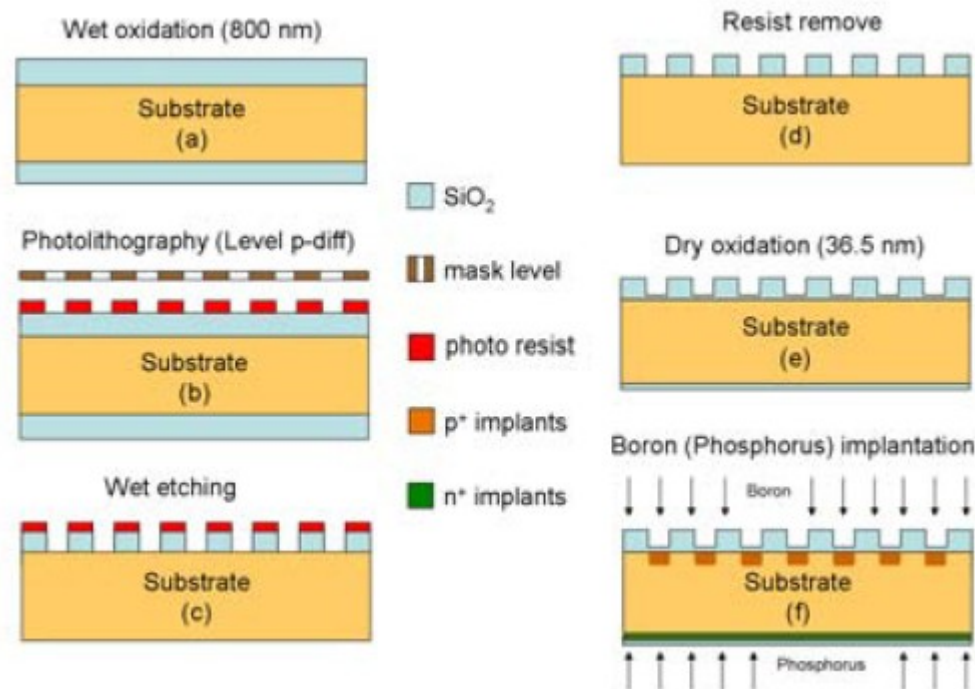 Wet oxidation (800 nm)
Substrate
(a)
Photolithography (Level p-diff)
Substrate
(b)
Wet etching
Substrate
(c)
SiO₂
mask level
photo resist
p⁺ implants
n⁺ implants
Resist remove
Substrate
(d)
Dry oxidation (36.5 nm)
Substrate
(e)
Boron (Phosphorus) implantation
Boron
Substrate
(f)
Phosphorus